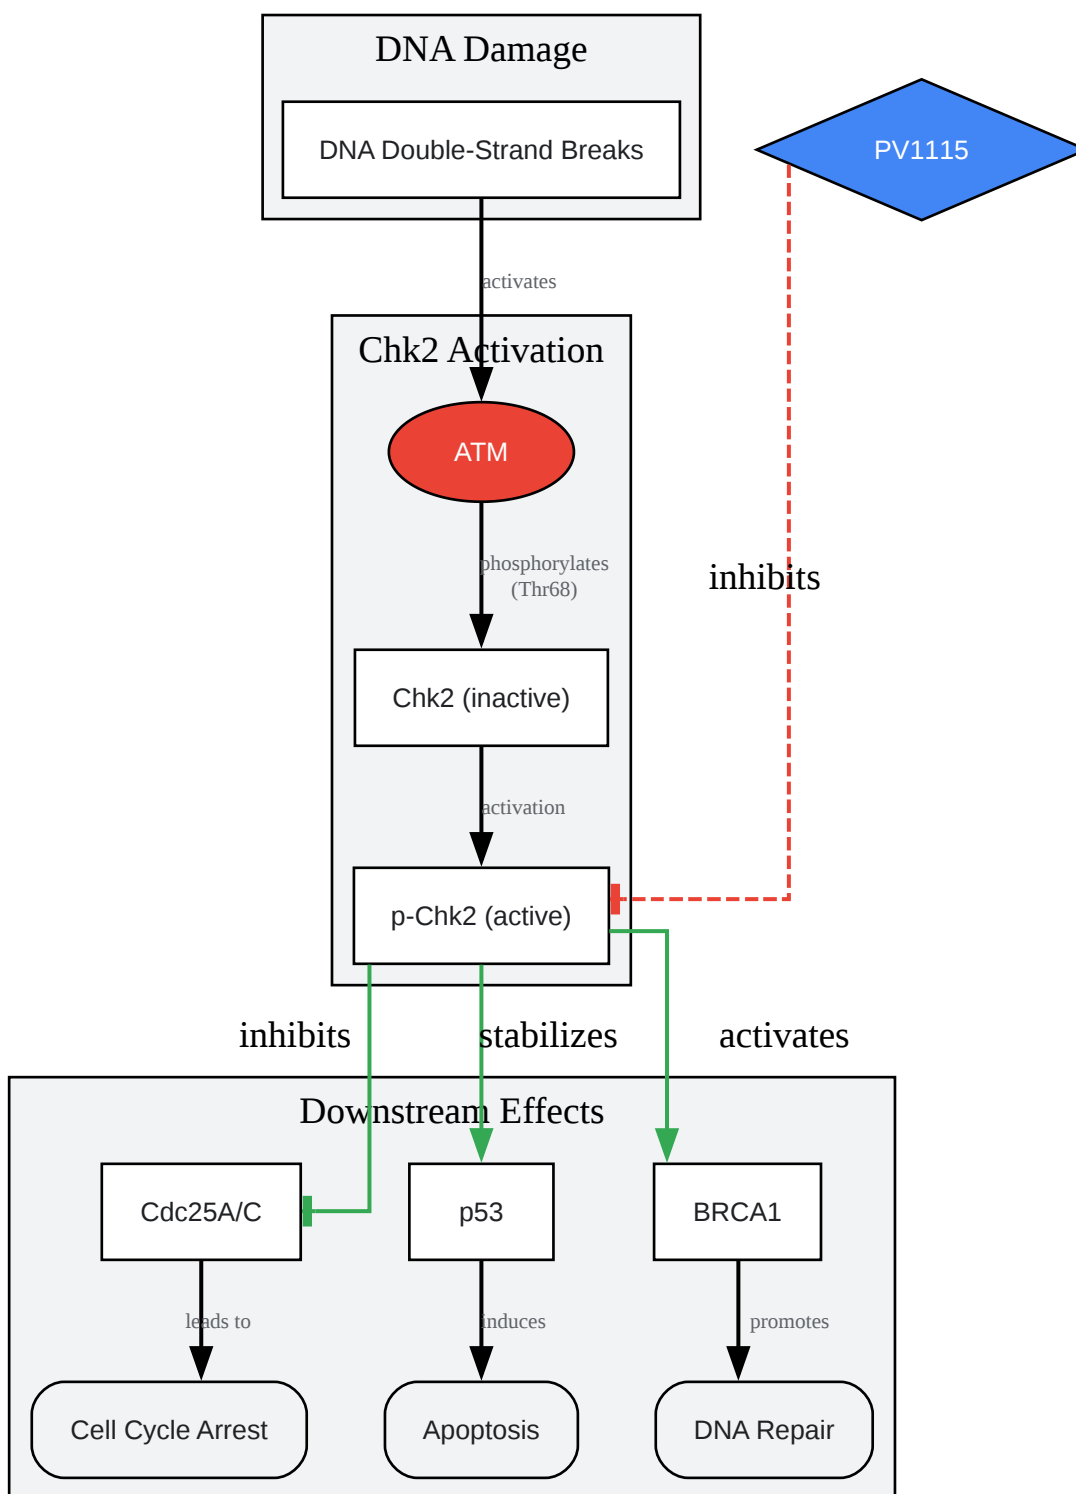 DNA Damage
DNA Double-Strand Breaks
PV1115
activates
Chk2 Activation
ATM
phosphorylates
(Thr68)
inhibits
Chk2 (inactive)
activation
p-Chk2 (active)
inhibits
stabilizes
activates
Downstream Effects
Cdc25A/C
p53
BRCA1
leads to
induces
promotes
Cell Cycle Arrest
Apoptosis
DNA Repair